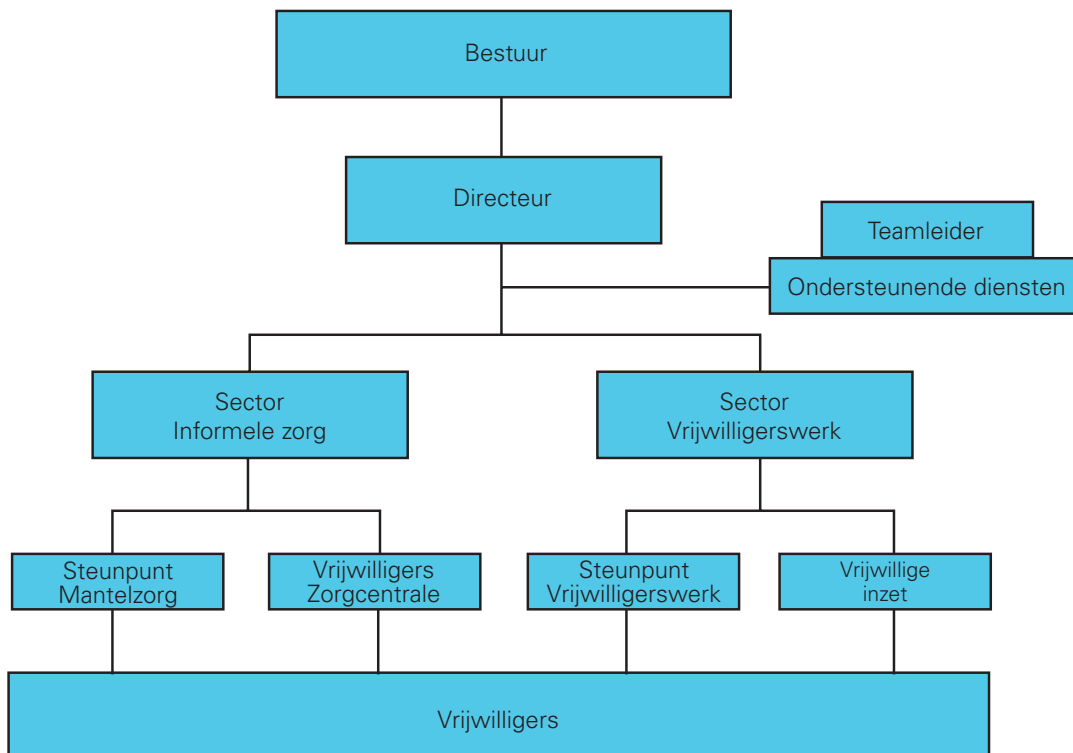 Bestuur
Directeur
Teamleider
Ondersteunende diensten
Sector
Informele zorg
Sector
Vrijwilligerswerk
Steunpunt
Mantelzorg
Vrijwilligers
Zorgcentrale
Steunpunt
Vrijwilligerswerk
Vrijwillige
inzet
Vrijwilligers